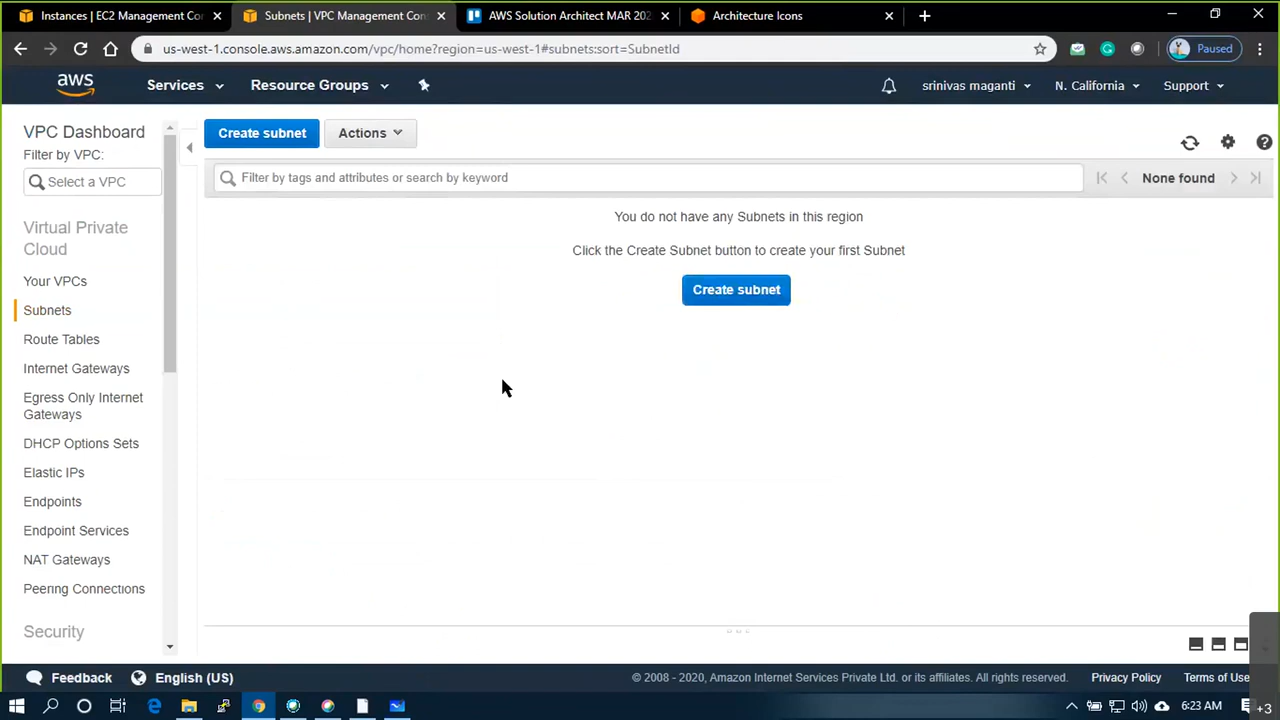 Instances | EC2 Management Con
Subnets | VPC Management Cons
AWS Solution Architect MAR 202
Architecture Icons
us-west-1.console.aws.amazon.com/vpc/home?region=us-west-1#subnets:sort=SubnetId
Paused
aws
Services
Resource Groups
srinivas maganti
N. California
Support
VPC Dashboard
Filter by VPC:
Select a VPC
Virtual Private
Cloud
Your VPCs
Subnets
Route Tables
Internet Gateways
Egress Only Internet
Gateways
DHCP Options Sets
Elastic IPs
Endpoints
Endpoint Services
NAT Gateways
Peering Connections
Security
Create subnet
Actions
Filter by tags and attributes or search by keyword
None found
You do not have any Subnets in this region
Click the Create Subnet button to create your first Subnet
Create subnet
Feedback
English (US)
© 2008 - 2020, Amazon Internet Services Private Ltd. or its affiliates. All rights reserved.
Privacy Policy
Terms of Use
6:23 AM
+3